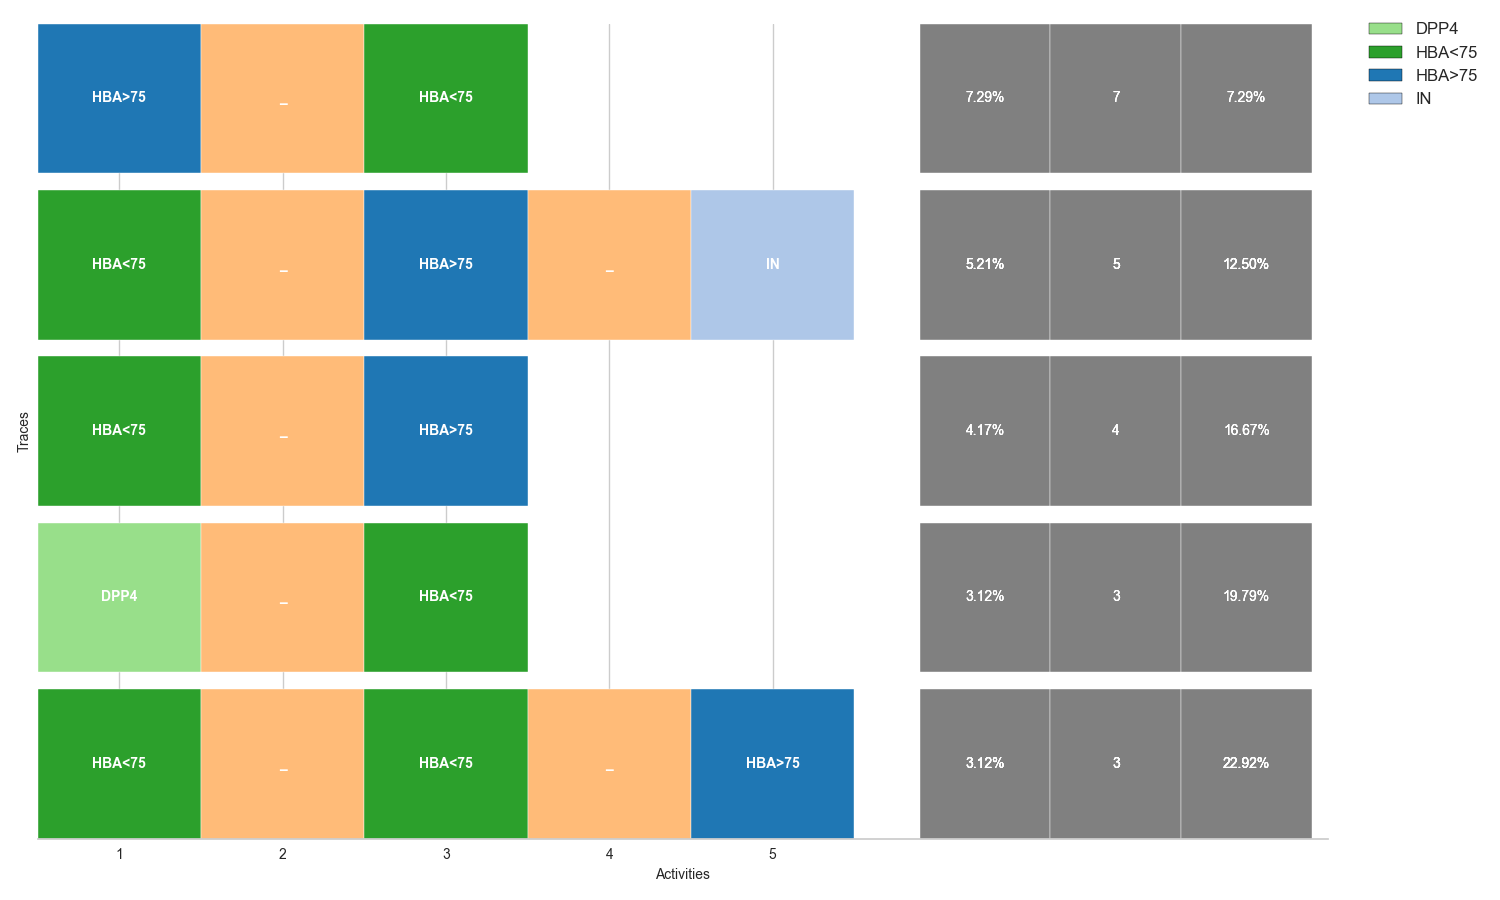 DPP4
HBA<75
HBA>75
IN
HBA>75 _ HBA<75 7.29% 7 7.29%
HBA<75 _ HBA>75 _ IN 5.21% 5 12.50%
HBA<75 _ HBA>75 4.17% 4 16.67%
DPP4 _ HBA<75 3.12% 3 19.79%
HBA<75 _ HBA<75 _ HBA>75 3.12% 3 22.92%
Traces
1 2 3 4 5
Activities